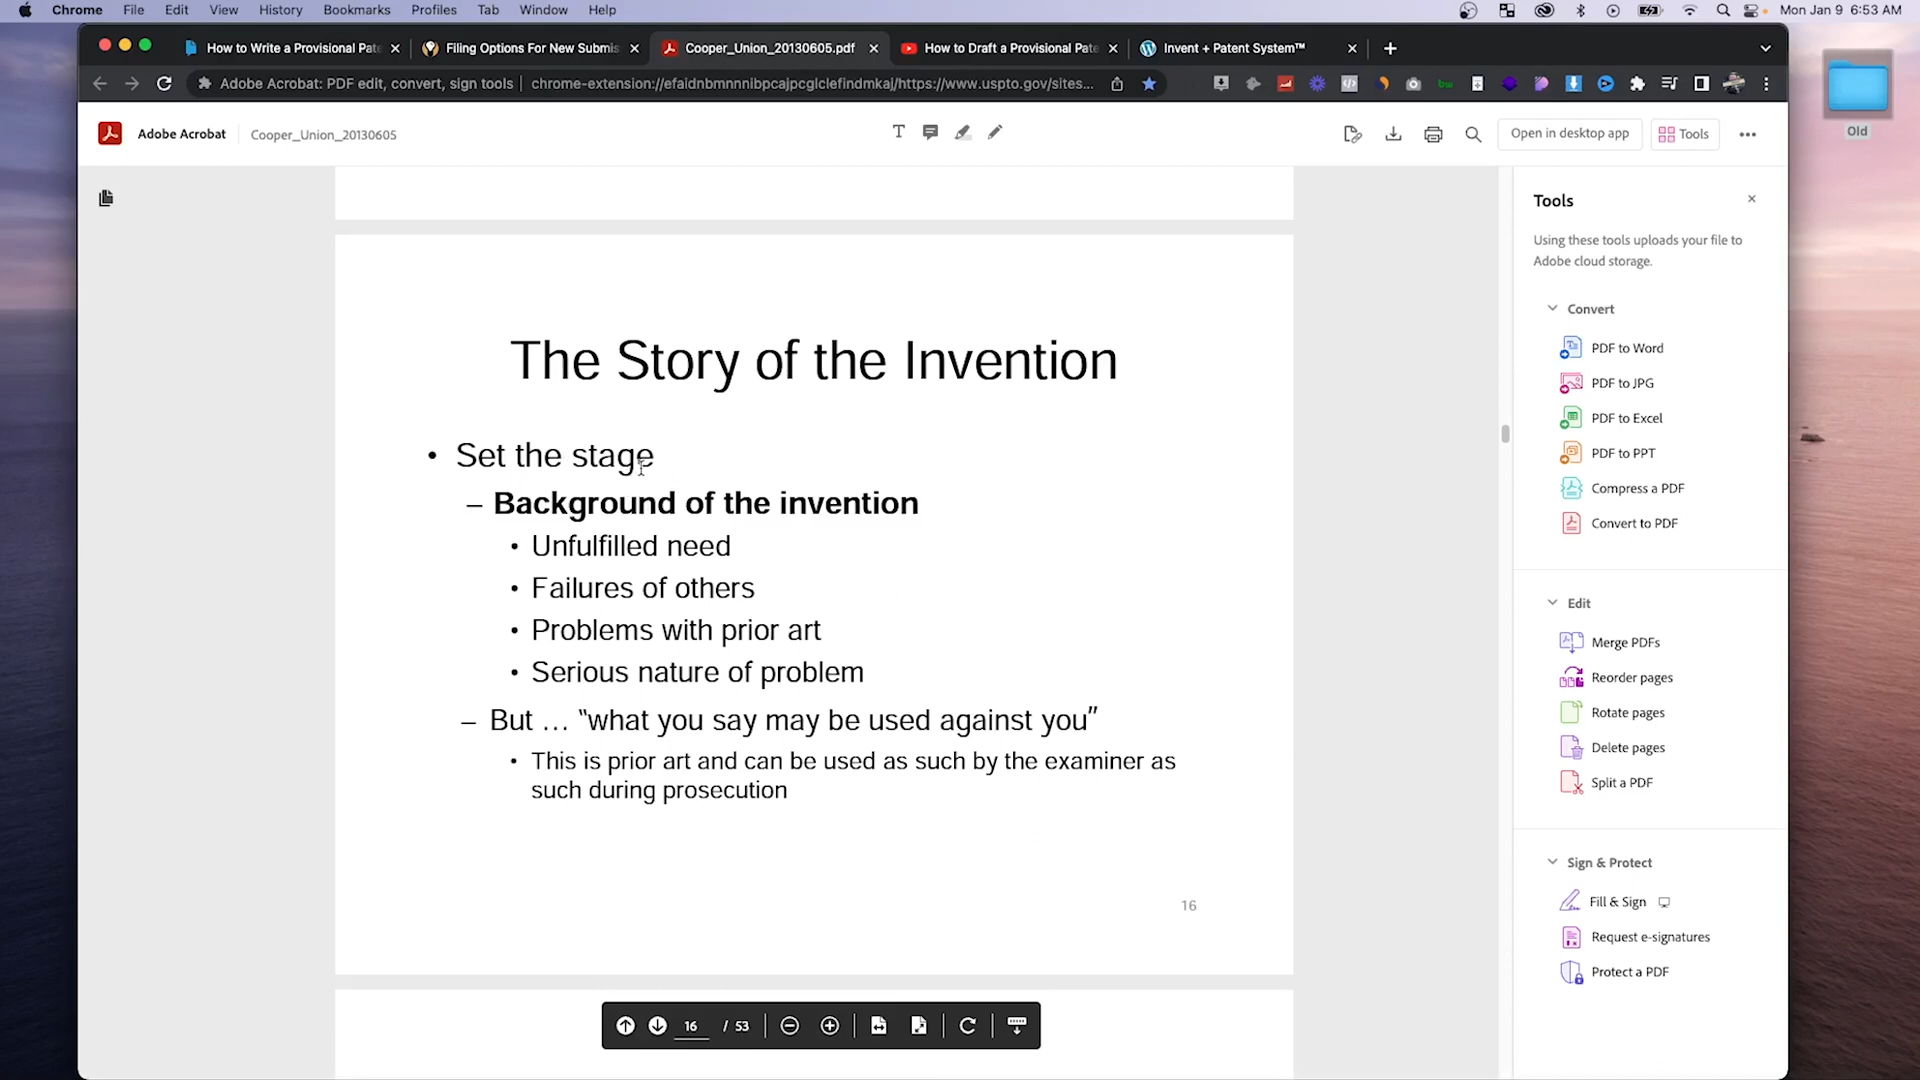 Chrome File Edit View History Bookmarks Profiles Tab Window Help Mon Jan 9 6:53 AM
How to Write a Provisional Pate Filing Options For New Submis Cooper_Union_20130605.pdf How to Draft a Provisional Pate Invent + Patent System™
Adobe Acrobat: PDF edit, convert, sign tools chrome-extension://efaidnbmnnnibpcajpcglclefindmkaj/https://www.uspto.gov/sites...
Old
Adobe Acrobat Cooper_Union_20130605 Open in desktop app Tools
The Story of the Invention
• Set the stage
– Background of the invention
• Unfulfilled need
• Failures of others
• Problems with prior art
• Serious nature of problem
– But … “what you say may be used against you”
• This is prior art and can be used as such by the examiner as
such during prosecution
16
16 / 53
Tools
Using these tools uploads your file to
Adobe cloud storage.
Convert
PDF to Word
PDF to JPG
PDF to Excel
PDF to PPT
Compress a PDF
Convert to PDF
Edit
Merge PDFs
Reorder pages
Rotate pages
Delete pages
Split a PDF
Sign & Protect
Fill & Sign
Request e-signatures
Protect a PDF